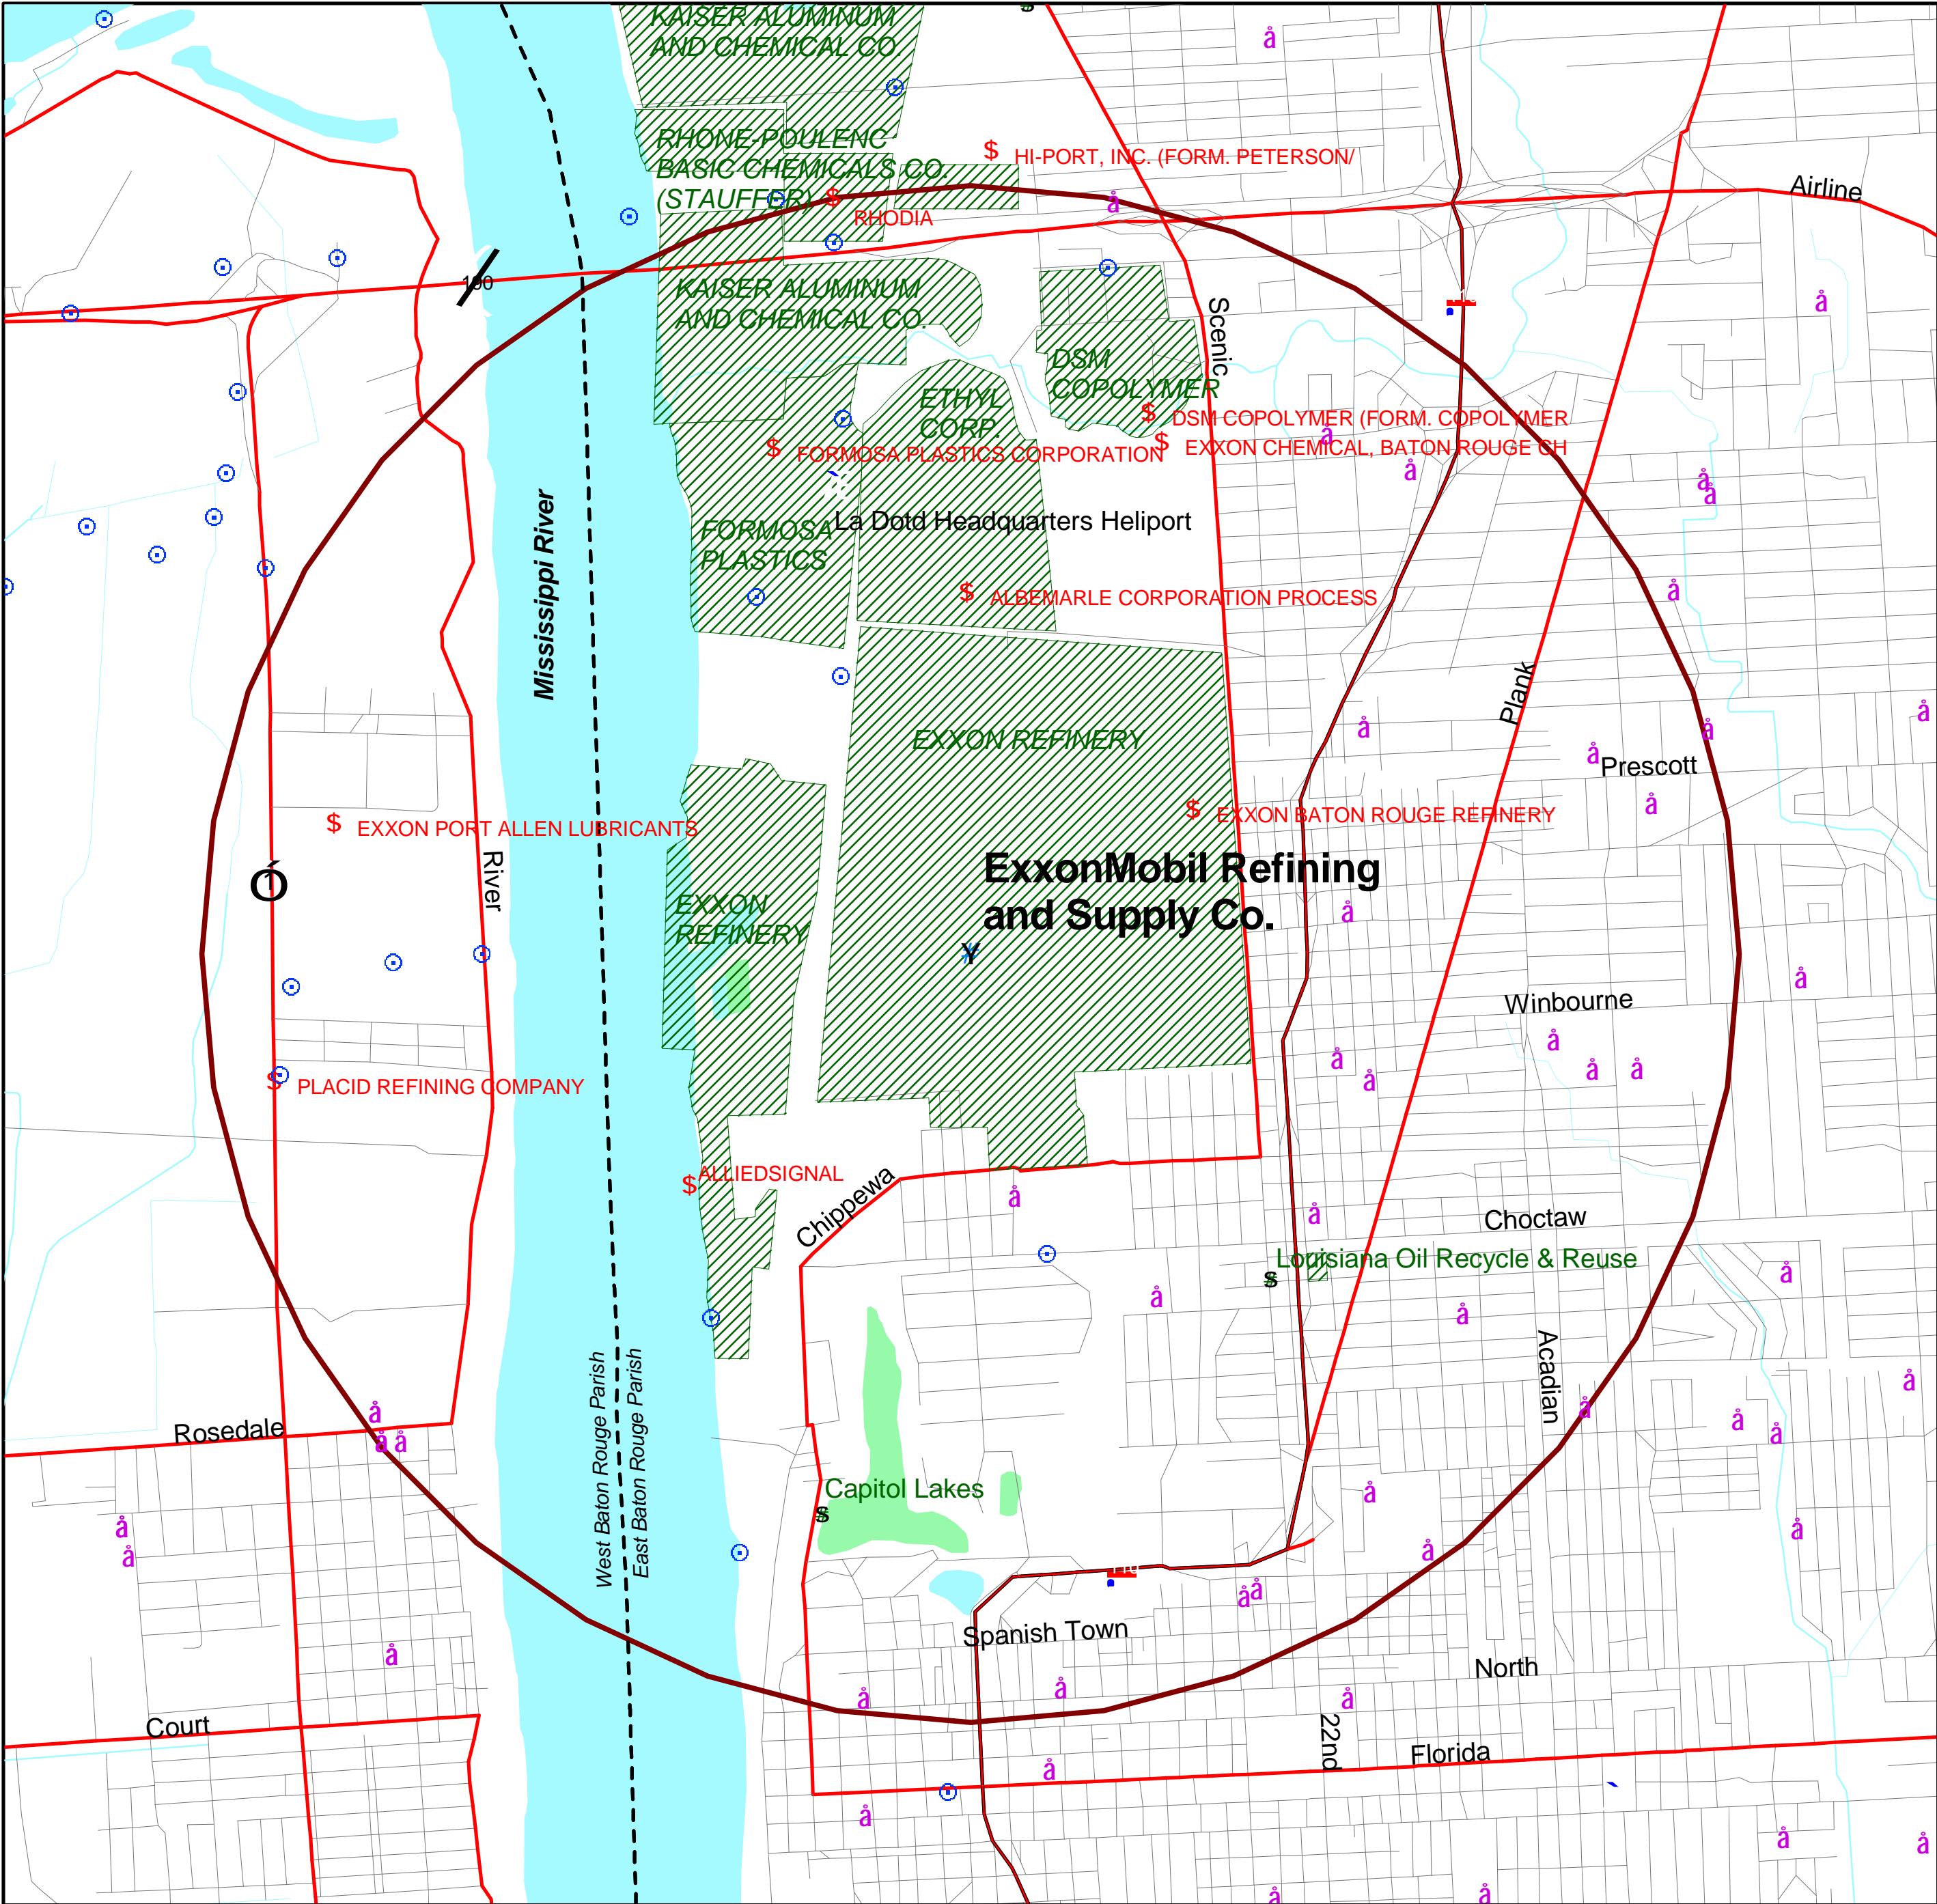 KAISER ALUMINUM
AND CHEMICAL CO.
RHONE-POULENC
BASIC CHEMICALS CO.
(STAUFFER)
$ HI-PORT, INC. (FORM. PETERSON/
$ RHODIA
Airline
190
KAISER ALUMINUM
AND CHEMICAL CO.
Scenic
DSM
COPOLYMER
ETHYL
CORP.
$ DSM COPOLYMER (FORM. COPOLYMER
$ FORMOSA PLASTICS CORPORATION
$ EXXON CHEMICAL, BATON ROUGE CH
La Dotd Headquarters Heliport
FORMOSA
PLASTICS
Mississippi River
$ ALBEMARLE CORPORATION PROCESS
Plank
EXXON REFINERY
Prescott
$ EXXON PORT ALLEN LUBRICANTS
$ EXXON BATON ROUGE REFINERY
River
ExxonMobil Refining
and Supply Co.
1
EXXON
REFINERY
Y
Winbourne
$ PLACID REFINING COMPANY
$ ALLIEDSIGNAL
Chippewa
Choctaw
Louisiana Oil Recycle & Reuse
Acadian
West Baton Rouge Parish
East Baton Rouge Parish
Rosedale
Capitol Lakes
Spanish Town
North
Court
22nd
Florida